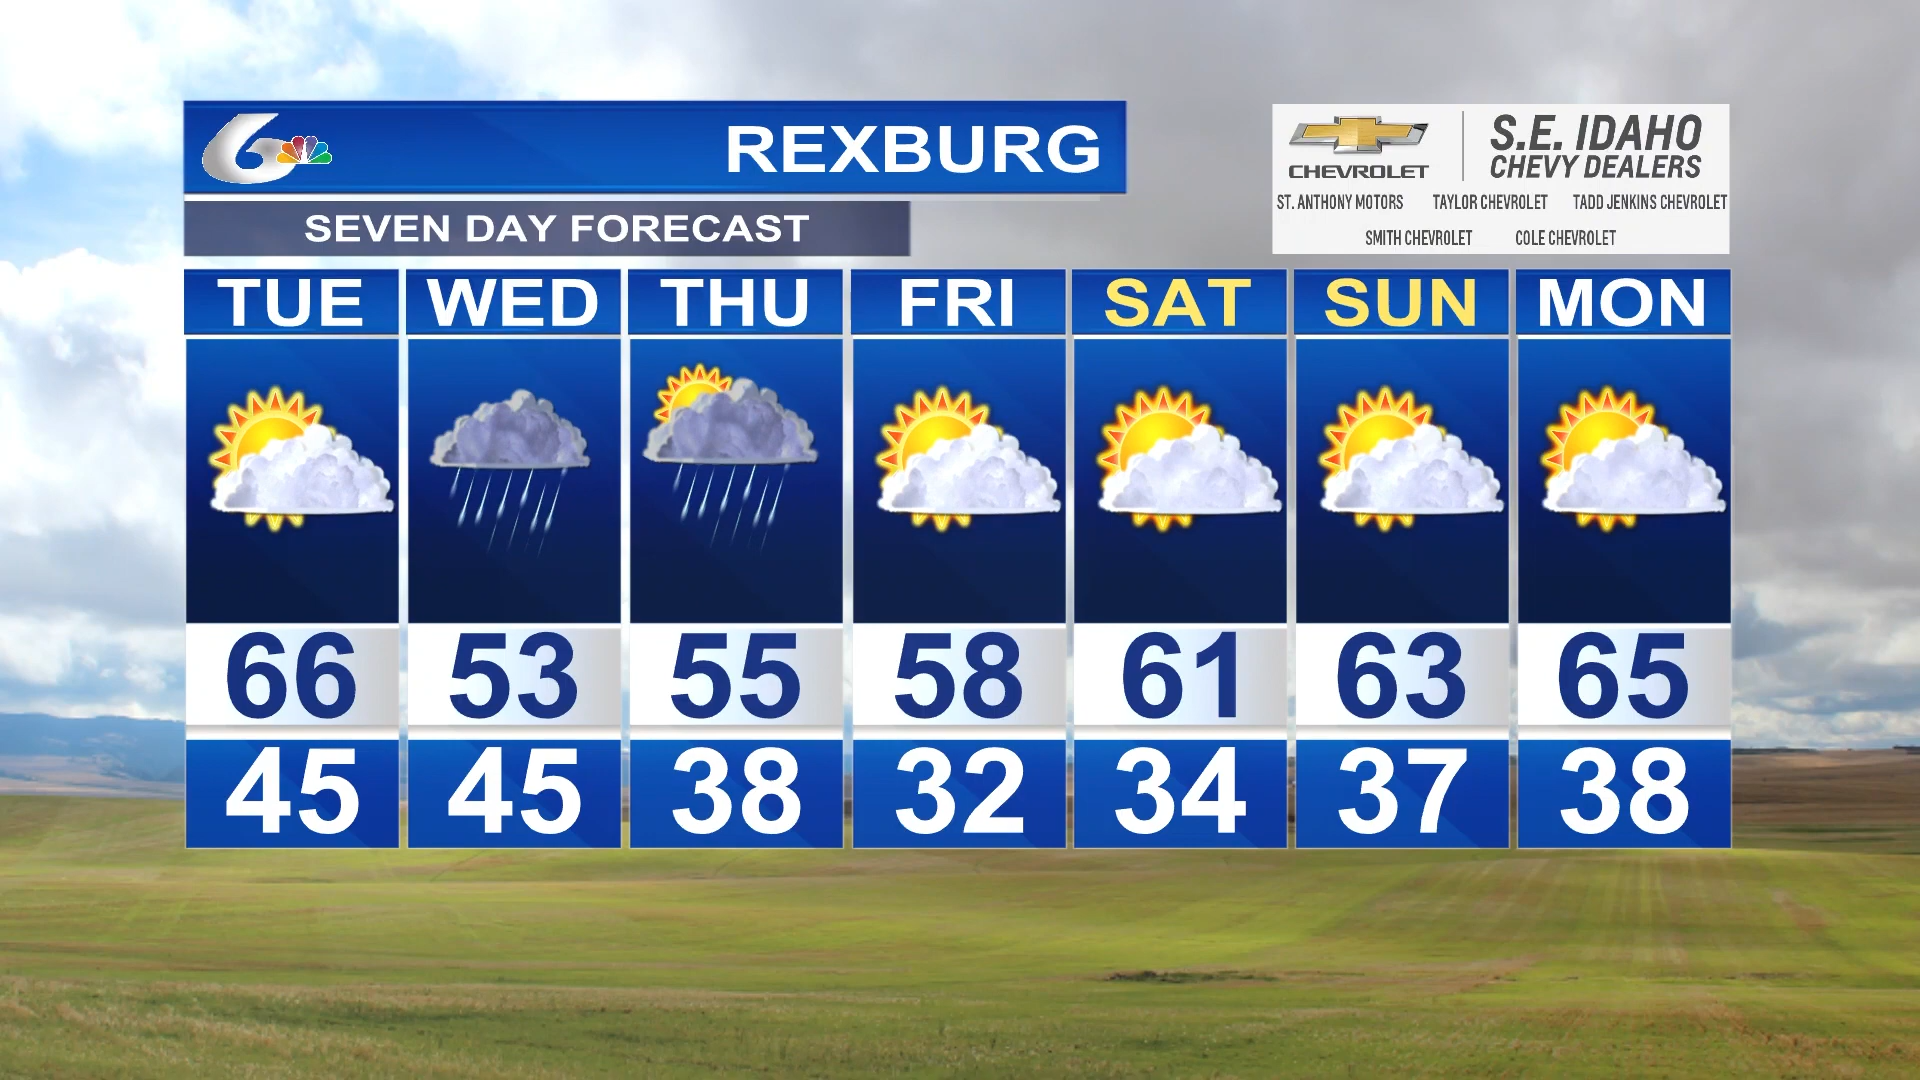 6
REXBURG
SEVEN DAY FORECAST
CHEVROLET
S.E. IDAHO
CHEVY DEALERS
ST. ANTHONY MOTORS TAYLOR CHEVROLET TADD JENKINS CHEVROLET
SMITH CHEVROLET COLE CHEVROLET
TUE WED THU FRI SAT SUN MON
66 53 55 58 61 63 65
45 45 38 32 34 37 38